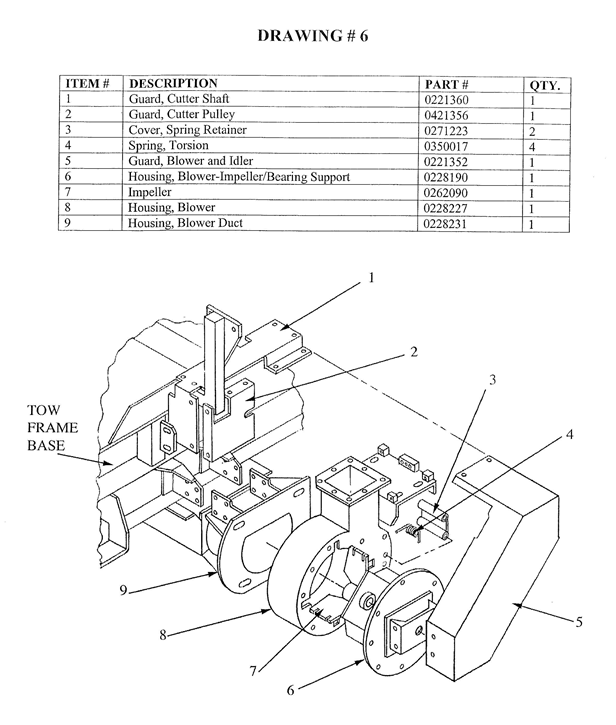 DRAWING # 6
ITEM # DESCRIPTION PART # QTY.
1 Guard, Cutter Shaft 0221360 1
2 Guard, Cutter Pulley 0421356 1
3 Cover, Spring Retainer 0271223 2
4 Spring, Torsion 0350017 4
5 Guard, Blower and Idler 0221352 1
6 Housing, Blower-Impeller/Bearing Support 0228190 1
7 Impeller 0262090 1
8 Housing, Blower 0228227 1
9 Housing, Blower Duct 0228231 1
1
2
3
4
TOW
FRAME
BASE
9
8
7
6
5